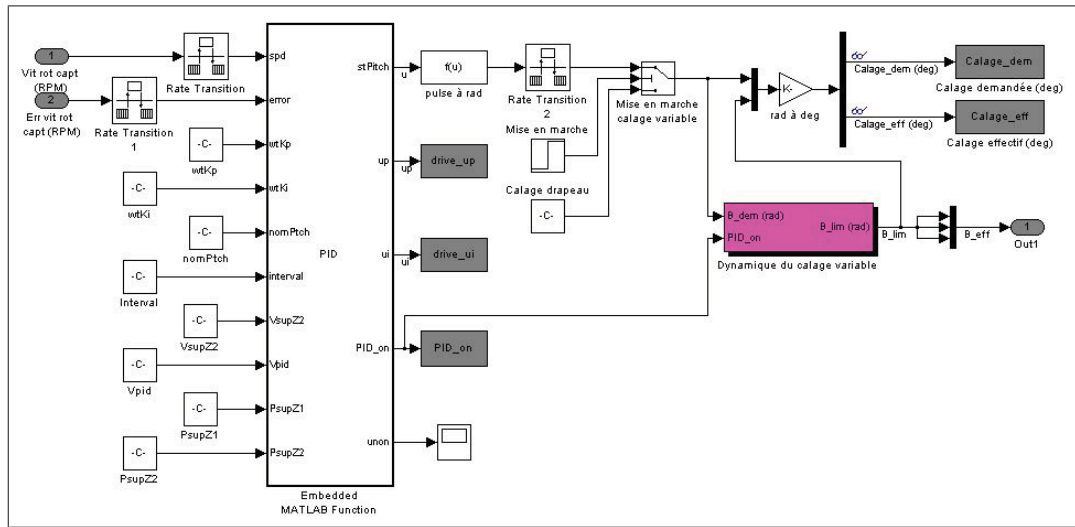 1
Vit rot capt
(RPM)
Rate Transition
2
Err vit rot
capt (RPM)
Rate Transition
1
-C-
wtKp
-C-
wtKi
-C-
nomPtch
-C-
Interval
-C-
VsupZ2
-C-
Vpid
-C-
PsupZ1
-C-
PsupZ2
spd
error
wtKp
wtKi
nomPtch
interval
VsupZ2
Vpid
PsupZ1
PsupZ2
PID
stPitch
up
ui
PID_on
unon
Embedded
MATLAB Function
u
f(u)
pulse à rad
Rate Transition
2
Mise en marche
calage variable
Mise en marche
Calage drapeau
-C-
up
drive_up
ui
drive_ui
PID_on
K-
rad à deg
Calage_dem (deg)
Calage_dem
Calage demandée (deg)
Calage_eff (deg)
Calage_eff
Calage effectif (deg)
B_dem (rad)
PID_on
B_lim (rad)
Dynamique du calage variable
B_lim
B_eff
1
Out1